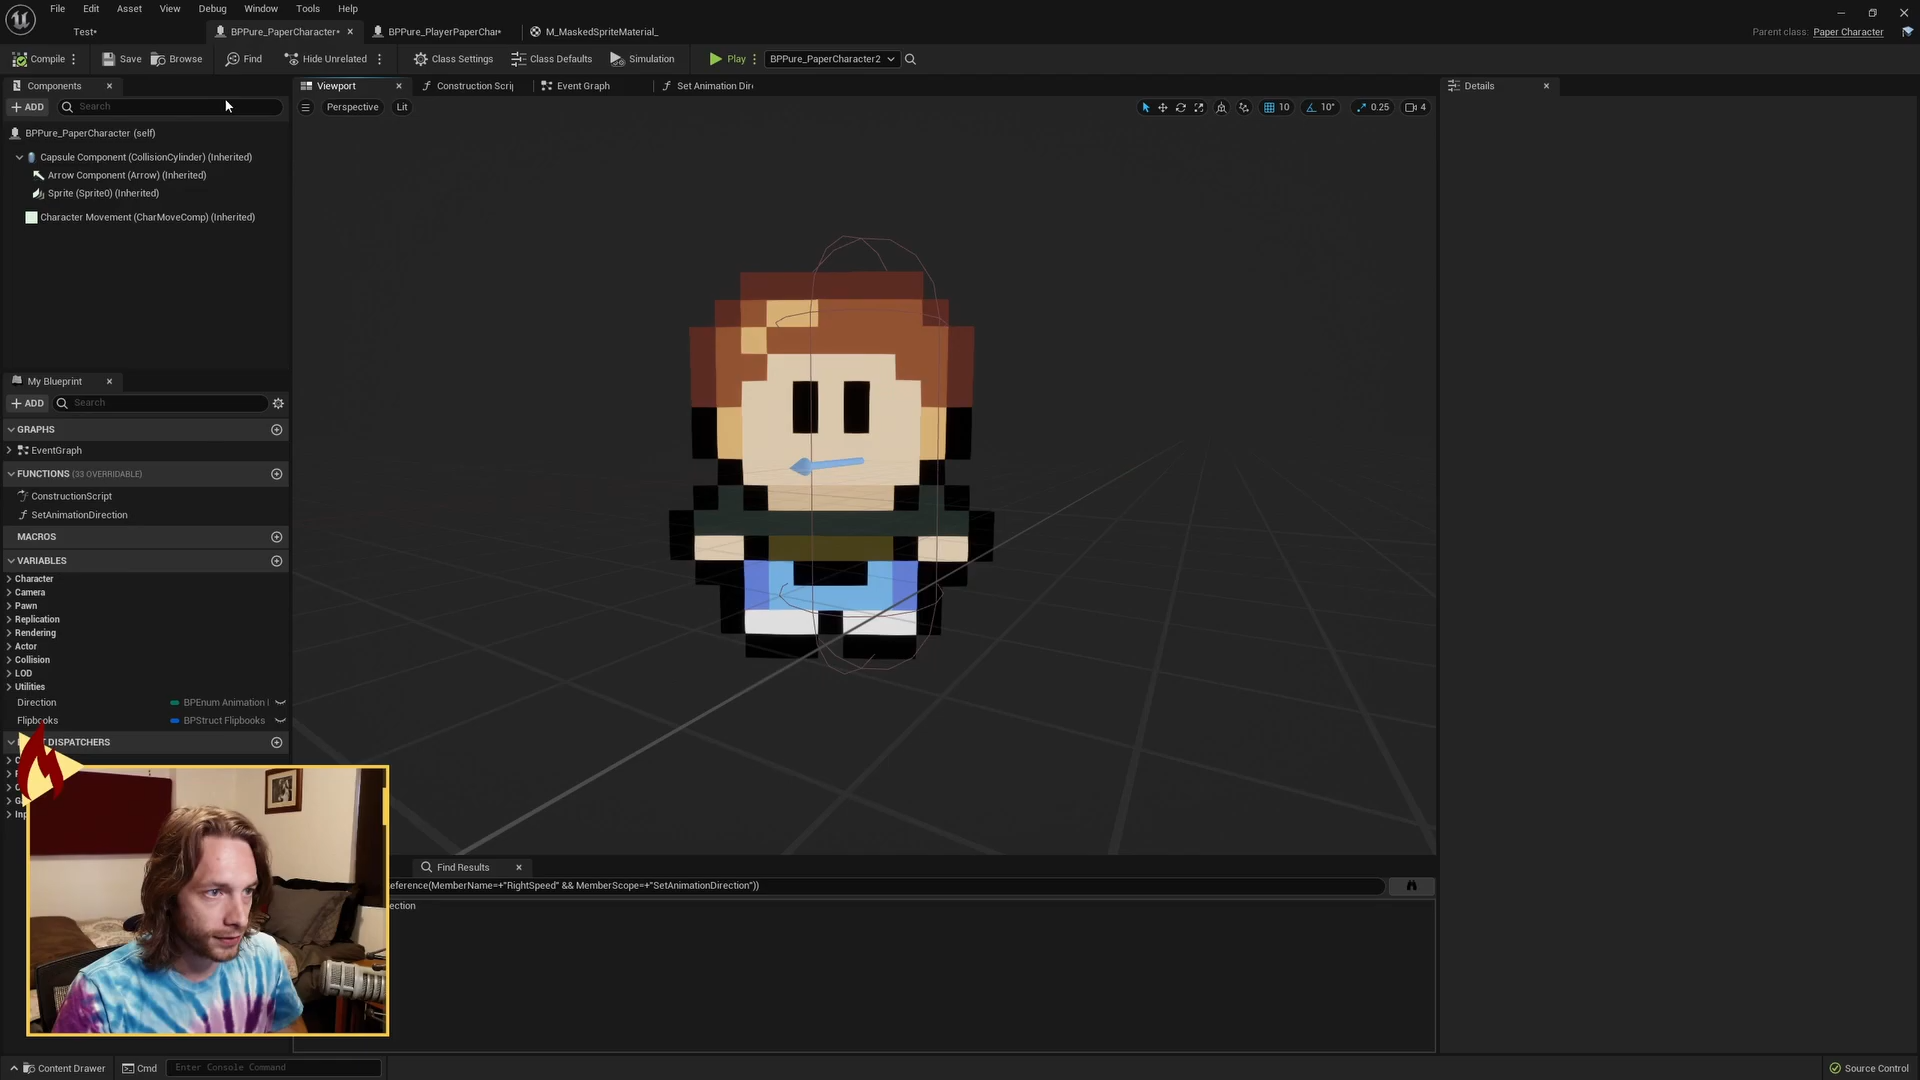 File Edit Asset View Debug Window Tools Help
Test*
BPPure_PaperCharacter*
BPPure_PlayerPaperChar*
M_MaskedSpriteMaterial_
Parent class: Paper Character
Compile
Save
Browse
Find
Hide Unrelated
Class Settings
Class Defaults
Simulation
Play
BPPure_PaperCharacter2
Components
Viewport
Construction Scrip
Event Graph
Set Animation Dire
Details
+ ADD
Search
Perspective
Lit
10
10°
0.25
4
BPPure_PaperCharacter (self)
Capsule Component (CollisionCylinder) (Inherited)
Arrow Component (Arrow) (Inherited)
Sprite (Sprite0) (Inherited)
Character Movement (CharMoveComp) (Inherited)
My Blueprint
+ ADD
Search
GRAPHS
EventGraph
FUNCTIONS (33 OVERRIDABLE)
ConstructionScript
SetAnimationDirection
MACROS
VARIABLES
Character
Camera
Pawn
Replication
Rendering
Actor
Collision
LOD
Utilities
Direction BPEnum Animation
Flipbooks BPStruct Flipbooks
DISPATCHERS
Find Results
eference(MemberName=+"RightSpeed" && MemberScope=+"SetAnimationDirection"))
ection
Content Drawer
Cmd
Enter Console Command
Source Control